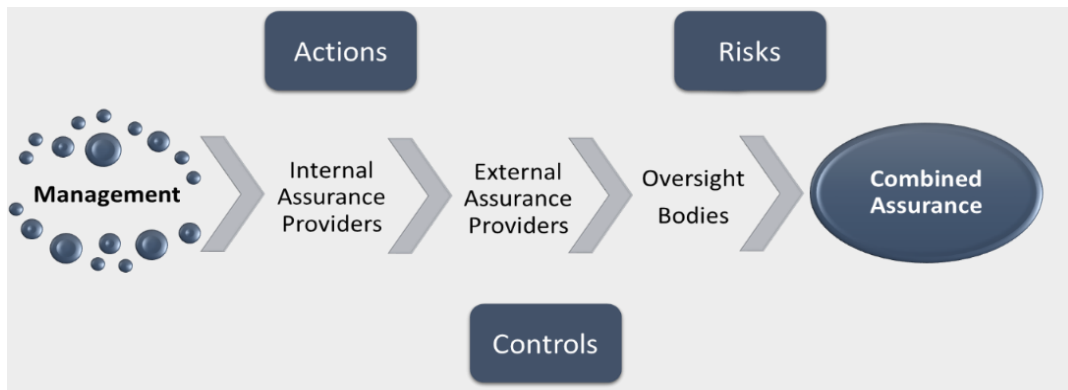 Actions
Risks
Management
Internal
Assurance
Providers
External
Assurance
Providers
Oversight
Bodies
Combined
Assurance
Controls